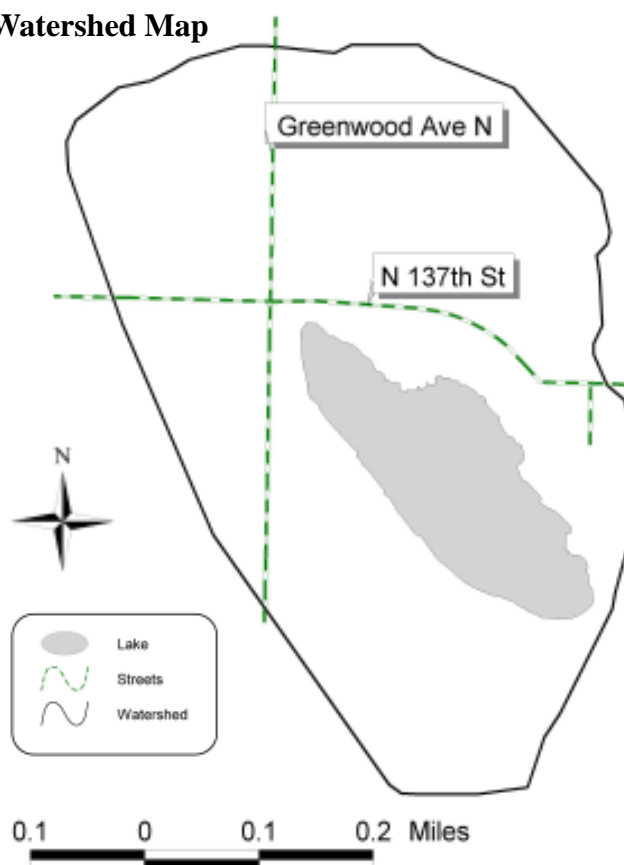 Watershed Map
Greenwood Ave N
N 137th St
N
Lake
Streets
Watershed
0.1 0 0.1 0.2 Miles